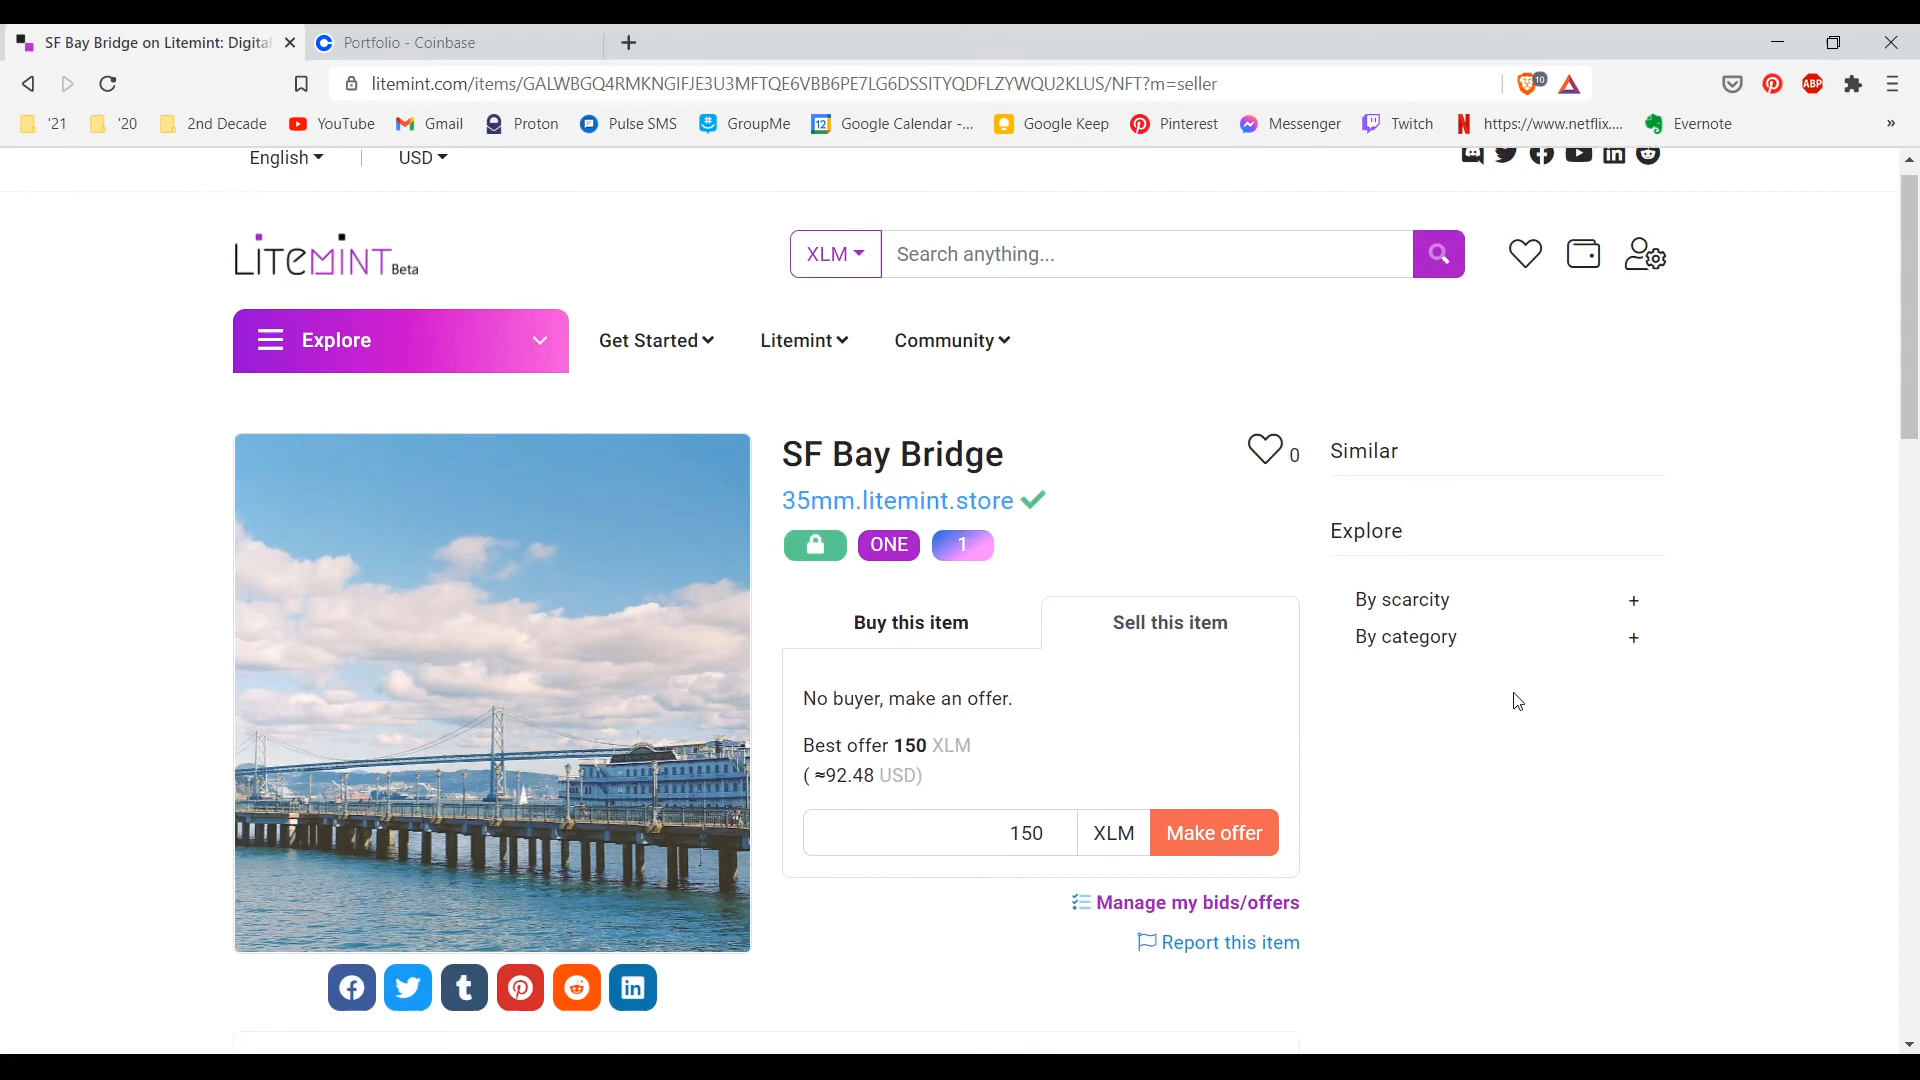 SF Bay Bridge on Litemint: Digita
Portfolio - Coinbase
litemint.com/items/GALWBGQ4RMKNGIFJE3U3MFTQE6VBB6PE7LG6DSSITYQDFLZYWQU2KLUS/NFT?m=seller
10
ABP
'21
'20
2nd Decade
YouTube
Gmail
Proton
Pulse SMS
GroupMe
12
Google Calendar -...
Google Keep
Pinterest
Messenger
Twitch
https://www.netflix....
Evernote
»
English
USD
LiTEMINT Beta
XLM
Search anything...
Explore
Get Started
Litemint
Community
SF Bay Bridge
0
Similar
35mm.litemint.store
ONE
1
Explore
Buy this item
Sell this item
By scarcity +
By category +
No buyer, make an offer.
Best offer 150 XLM
( ≈92.48 USD)
150
XLM
Make offer
Manage my bids/offers
Report this item